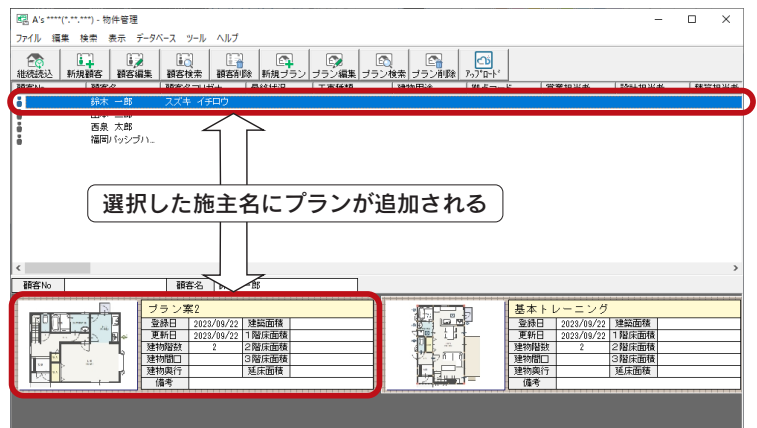 A's ****(*.**.***) - 物件管理
ファイル 編集 検索 表示 データベース ツール ヘルプ
継続読込 新規顧客 顧客編集 顧客検索 顧客削除 新規プラン プラン編集 プラン検索 プラン削除 アップロード
鈴木 一郎 スズキ イチロウ
西泉 太郎
福岡パッシブハ...
選択した施主名にプランが追加される
顧客No 顧客名
プラン案2
登録日 2023/09/22 建築面積
更新日 2023/09/22 1階床面積
建物階数 2 2階床面積
建物間口 3階床面積
建物奥行 延床面積
備考
基本トレーニング
登録日 2023/09/22 建築面積
更新日 2023/09/22 1階床面積
建物階数 2 2階床面積
建物間口 3階床面積
建物奥行 延床面積
備考